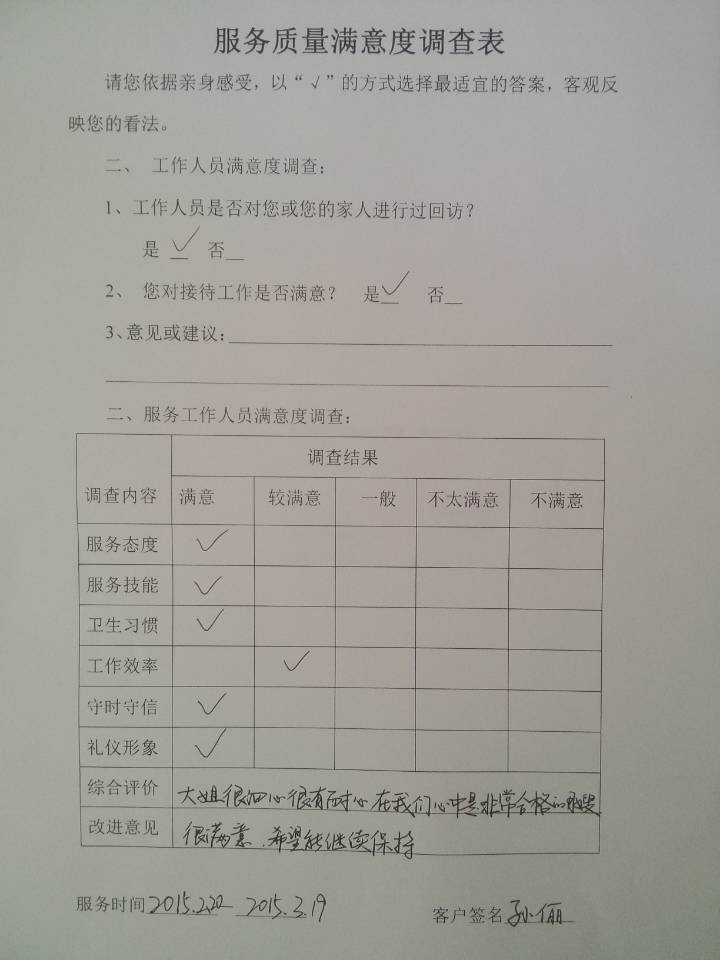 服务质量满意度调查表
请您依据亲身感受，以“√”的方式选择最适宜的答案，客观反
映您的看法。
二、 工作人员满意度调查：
1、工作人员是否对您或您的家人进行过回访？
是 ✓ 否__
2、 您对接待工作是否满意？ 是✓ 否__
3、意见或建议：
二、服务工作人员满意度调查：
调查内容 调查结果
满意 较满意 一般 不太满意 不满意
服务态度 ✓
服务技能 ✓
卫生习惯 ✓
工作效率 ✓
守时守信 ✓
礼仪形象 ✓
综合评价 大姐很细心很有耐心在我们心中是非常合格的
改进意见 很满意.希望能继续保持
服务时间 2015.2.20 — 2015.3.19 客户签名 孙俪